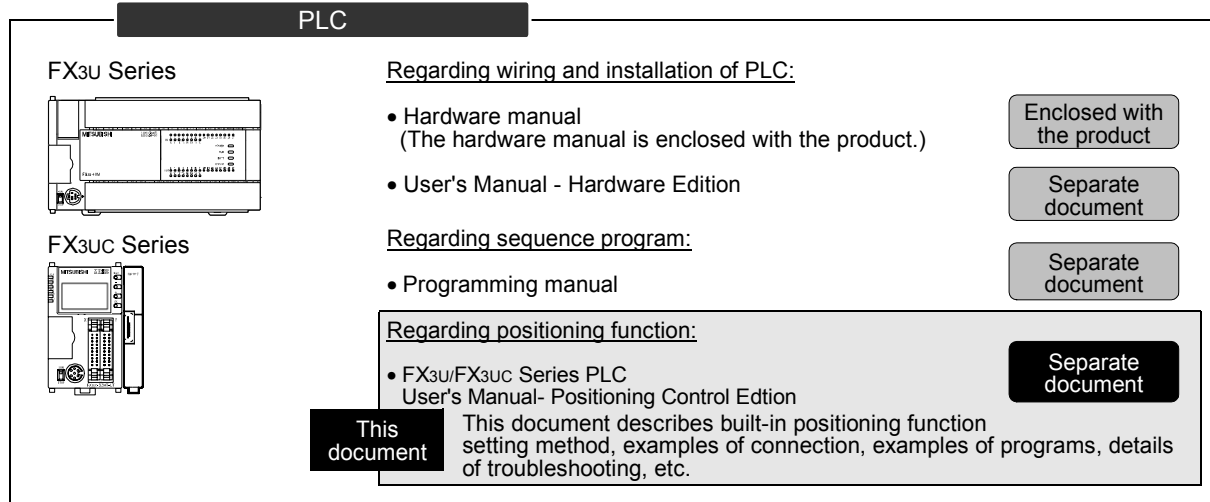 PLC
FX3U Series
MITSUBISHI
FX3UC Series
MITSUBISHI
Regarding wiring and installation of PLC:
• Hardware manual
(The hardware manual is enclosed with the product.)
Enclosed with
the product
• User's Manual - Hardware Edition
Separate
document
Regarding sequence program:
• Programming manual
Separate
document
Regarding positioning function:
• FX3U/FX3UC Series PLC
User's Manual- Positioning Control Edtion
Separate
document
This
document
This document describes built-in positioning function
setting method, examples of connection, examples of programs, details
of troubleshooting, etc.